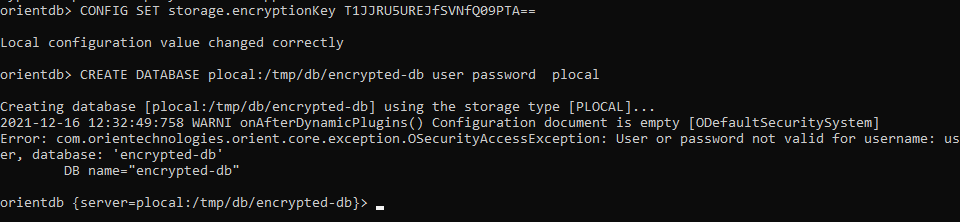 orientdb> CONFIG SET storage.encryptionKey T1JJRU5UREJfSVNfQ09PTA==
Local configuration value changed correctly
orientdb> CREATE DATABASE plocal:/tmp/db/encrypted-db user password  plocal
Creating database [plocal:/tmp/db/encrypted-db] using the storage type [PLOCAL]...
2021-12-16 12:32:49:758 WARNI onAfterDynamicPlugins() Configuration document is empty [ODefaultSecuritySystem]
Error: com.orientechnologies.orient.core.exception.OSecurityAccessException: User or password not valid for username: us
er, database: 'encrypted-db'
        DB name="encrypted-db"
orientdb {server=plocal:/tmp/db/encrypted-db}>